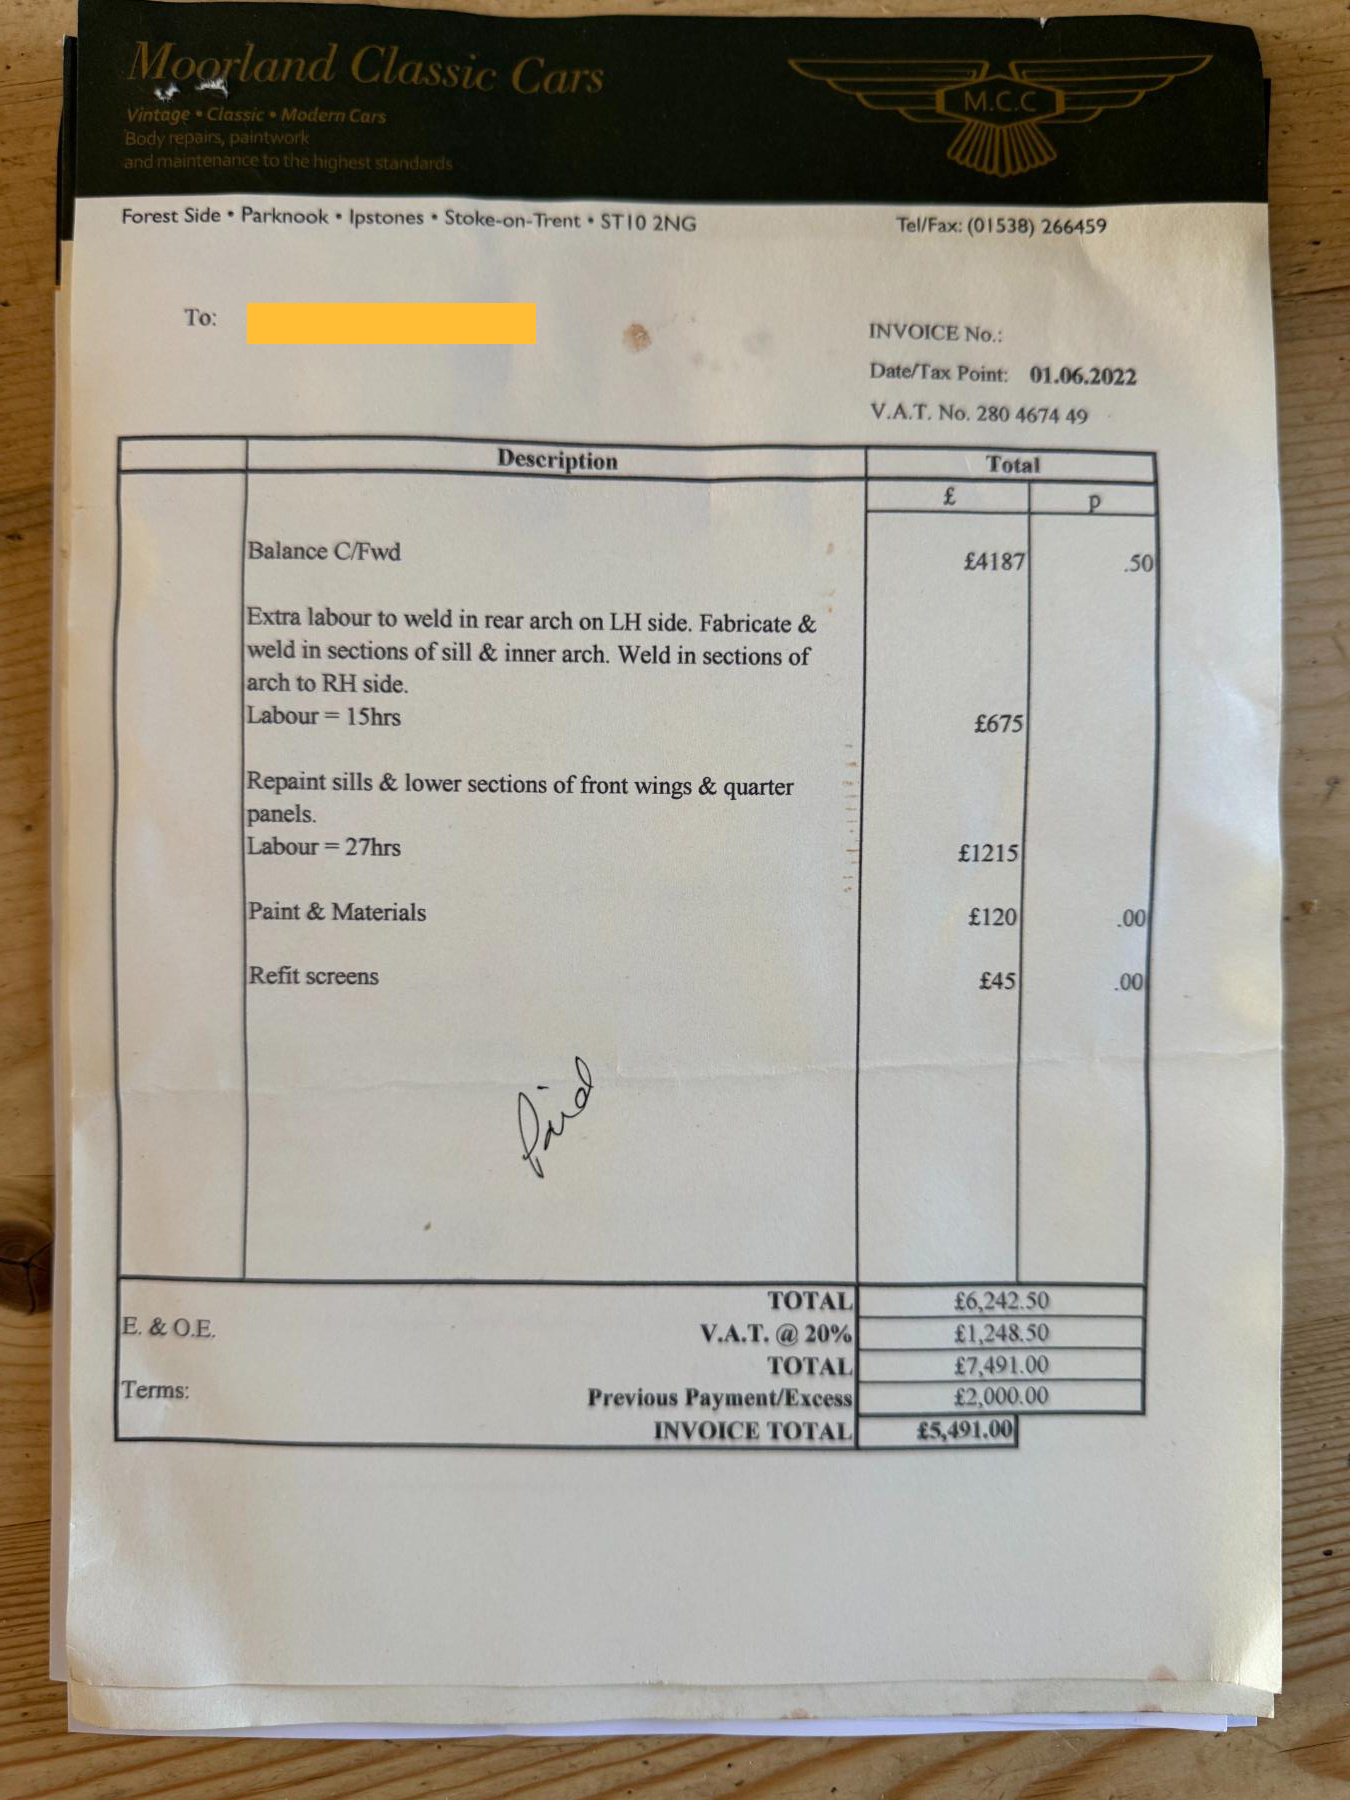 Moorland Classic Cars
Vintage • Classic • Modern Cars
Body repairs, paintwork
and maintenance to the highest standards
M.C.C
Forest Side • Parknook • Ipstones • Stoke-on-Trent • ST10 2NG
Tel/Fax: (01538) 266459
To:
INVOICE No.:
Date/Tax Point: 01.06.2022
V.A.T. No. 280 4674 49
Description Total
£ p
Balance C/Fwd £4187 .50
Extra labour to weld in rear arch on LH side. Fabricate &
weld in sections of sill & inner arch. Weld in sections of
arch to RH side.
Labour = 15hrs £675
Repaint sills & lower sections of front wings & quarter
panels.
Labour = 27hrs £1215
Paint & Materials £120 .00
Refit screens £45 .00
Paid
TOTAL £6,242.50
E. & O.E.
V.A.T. @ 20% £1,248.50
TOTAL £7,491.00
Terms:
Previous Payment/Excess £2,000.00
INVOICE TOTAL £5,491.00